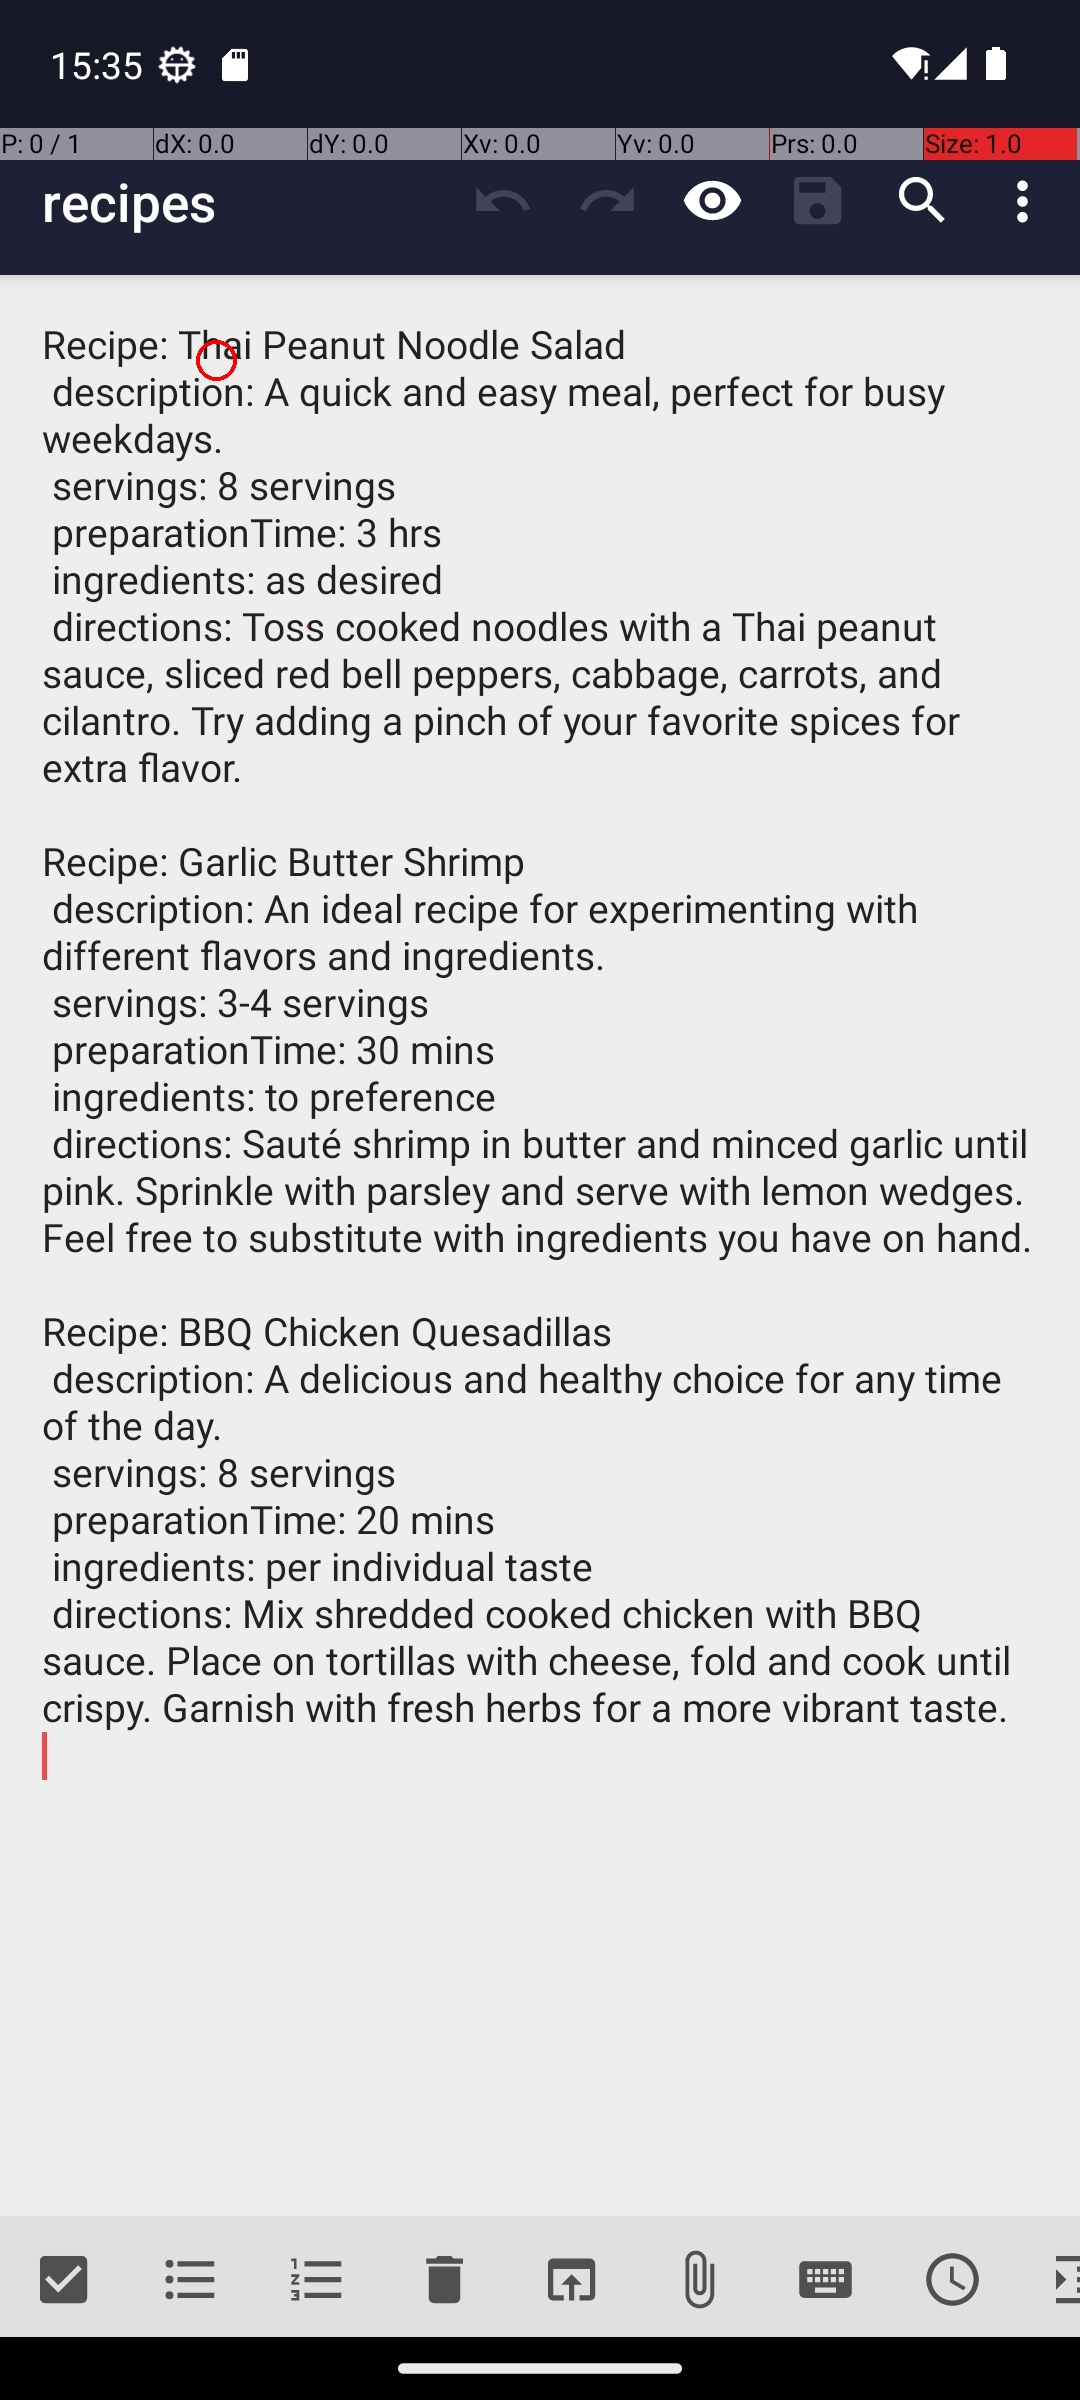 15:35
P: 0 / 1
dX: 0.0
dY: 0.0
Xv: 0.0
Yv: 0.0
Prs: 0.0
Size: 1.0
recipes
Recipe: Thai Peanut Noodle Salad
description: A quick and easy meal, perfect for busy
weekdays.
servings: 8 servings
preparationTime: 3 hrs
ingredients: as desired
directions: Toss cooked noodles with a Thai peanut
sauce, sliced red bell peppers, cabbage, carrots, and
cilantro. Try adding a pinch of your favorite spices for
extra flavor.
Recipe: Garlic Butter Shrimp
description: An ideal recipe for experimenting with
different flavors and ingredients.
servings: 3-4 servings
preparationTime: 30 mins
ingredients: to preference
directions: Sauté shrimp in butter and minced garlic until
pink. Sprinkle with parsley and serve with lemon wedges.
Feel free to substitute with ingredients you have on hand.
Recipe: BBQ Chicken Quesadillas
description: A delicious and healthy choice for any time
of the day.
servings: 8 servings
preparationTime: 20 mins
ingredients: per individual taste
directions: Mix shredded cooked chicken with BBQ
sauce. Place on tortillas with cheese, fold and cook until
crispy. Garnish with fresh herbs for a more vibrant taste.